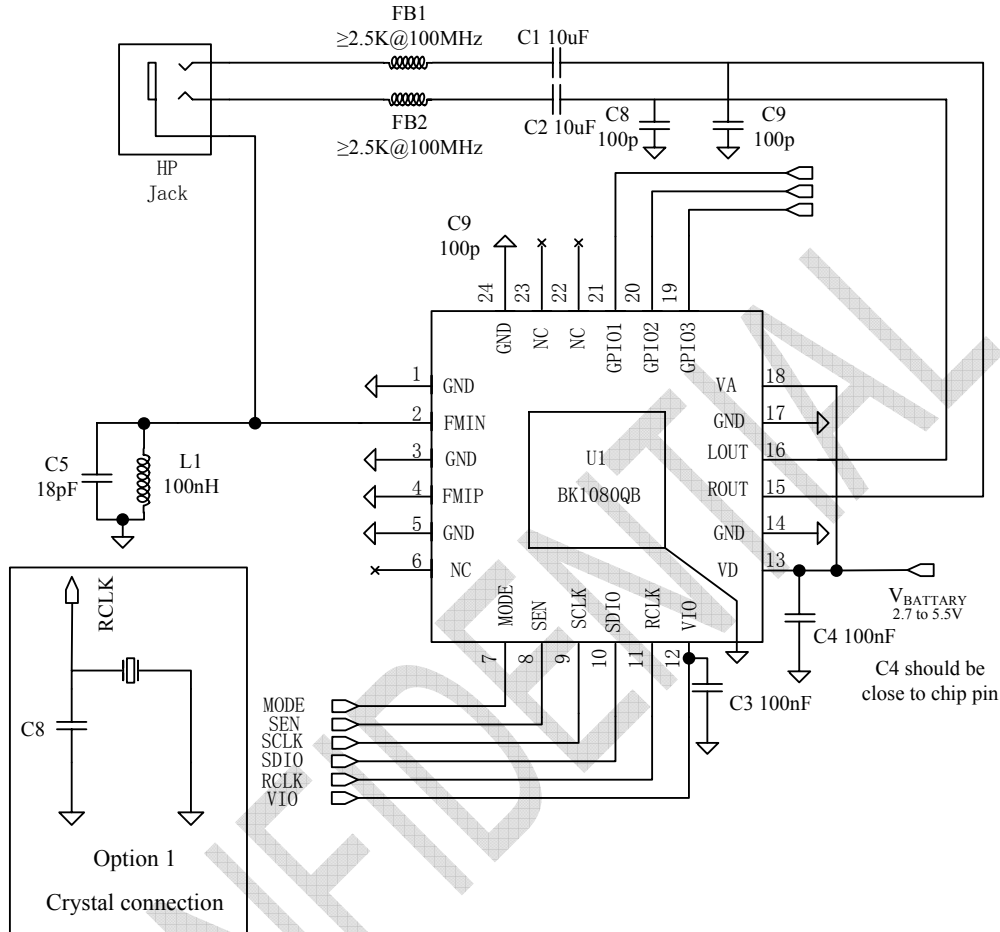 FB1
≥2.5K@100MHz
C1 10uF
C2 10uF
FB2
≥2.5K@100MHz
C8
100p
C9
100p
HP
Jack
C9
100p
24
23
22
21
20
19
GND
NC
NC
GPIO1
GPIO2
GPIO3
1
GND
2
FMIN
3
GND
4
FMIP
5
GND
6
NC
VA
18
GND
17
LOUT
16
ROUT
15
GND
14
VD
13
U1
BK1080QB
C5
18pF
L1
100nH
MODE
SEN
SCLK
SDIO
RCLK
VIO
7
8
9
10
11
12
VBATTARY
2.7 to 5.5V
C4 100nF
C4 should be
close to chip pin
C3 100nF
MODE
SEN
SCLK
SDIO
RCLK
VIO
RCLK
C8
Option 1
Crystal connection
NFIDENTIAL